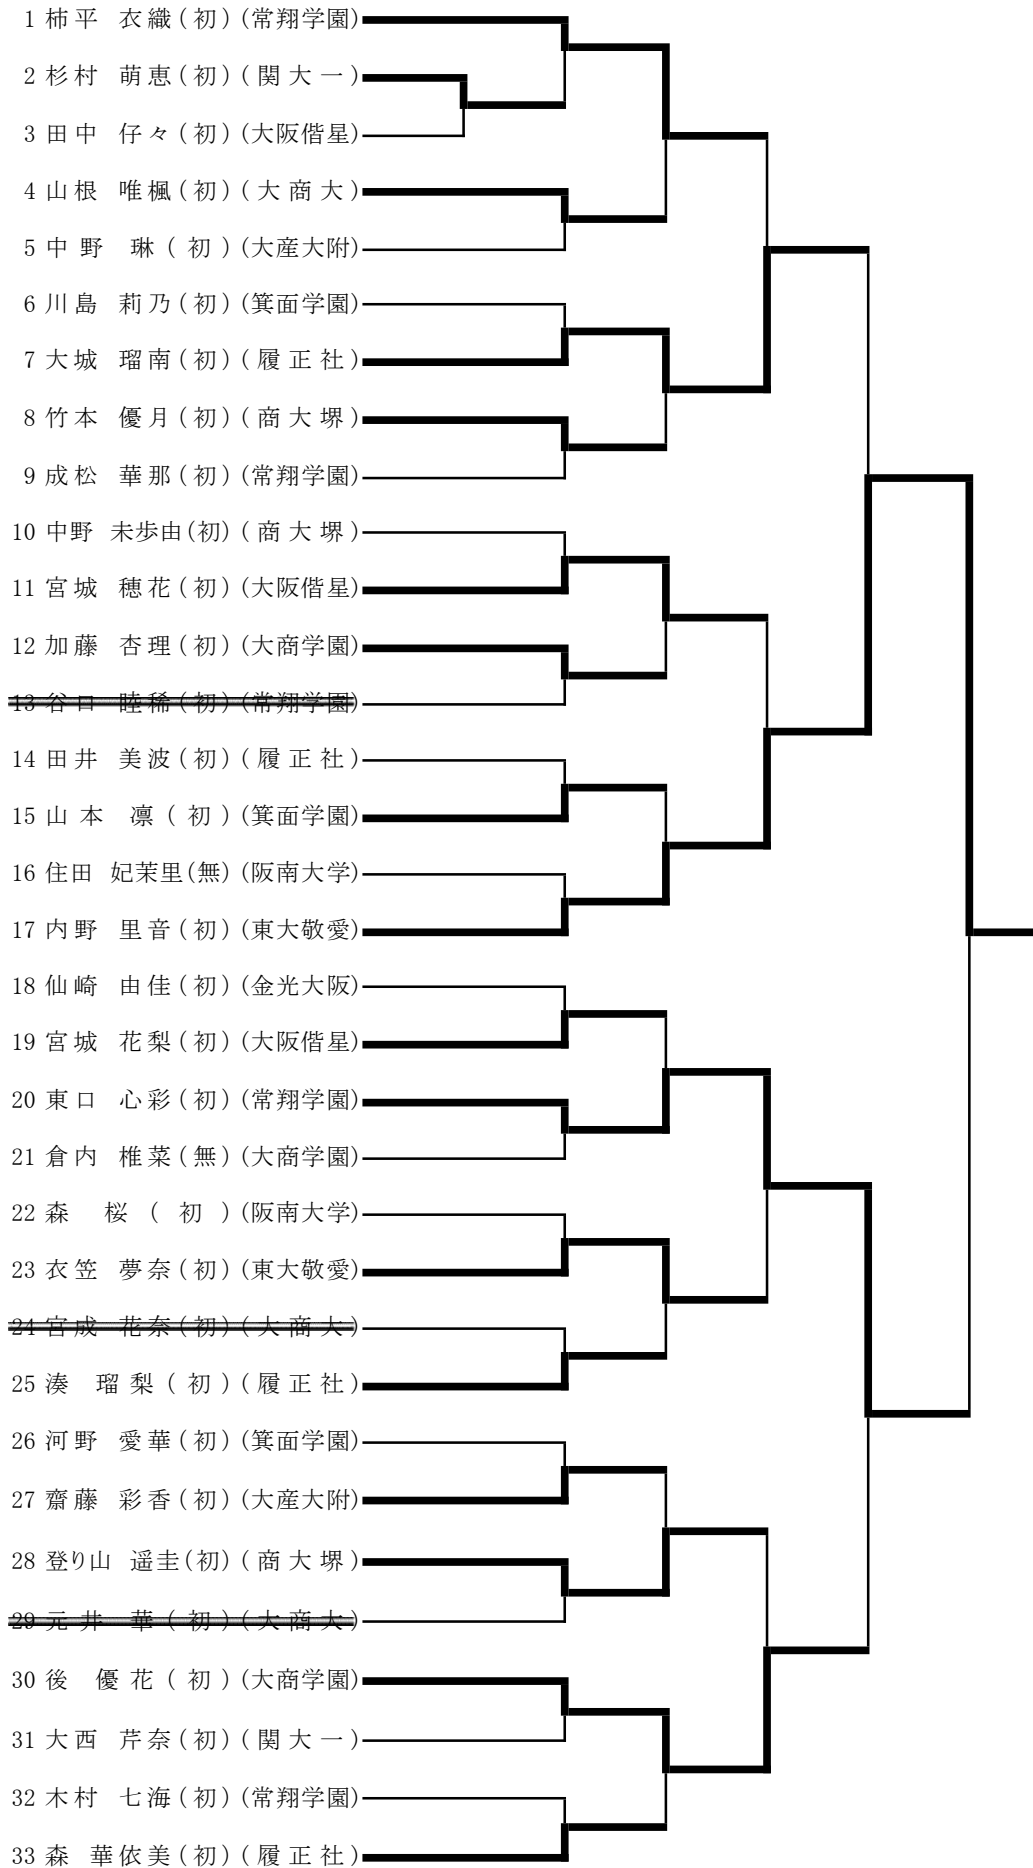 1 柿平 衣織(初) (常翔学園)
2 杉村 萌恵(初) (関大一)
3 田中 仔々(初) (大阪偕星)
4 山根 唯楓(初) (大商大)
5 中野 琳(初) (大産大附)
6 川島 莉乃(初) (箕面学園)
7 大城 瑠南(初) (履正社)
8 竹本 優月(初) (商大堺)
9 成松 華那(初) (常翔学園)
10 中野 未歩由(初) (商大堺)
11 宮城 穂花(初) (大阪偕星)
12 加藤 杏理(初) (大商学園)
13 谷口 睦稀(初) (常翔学園)
14 田井 美波(初) (履正社)
15 山本 凛(初) (箕面学園)
16 住田 妃茉里(無) (阪南大学)
17 内野 里音(初) (東大敬愛)
18 仙崎 由佳(初) (金光大阪)
19 宮城 花梨(初) (大阪偕星)
20 東口 心彩(初) (常翔学園)
21 倉内 椎菜(無) (大商学園)
22 森 桜(初) (阪南大学)
23 衣笠 夢奈(初) (東大敬愛)
24 宮成 花奈(初) (大商大)
25 湊 瑠梨(初) (履正社)
26 河野 愛華(初) (箕面学園)
27 齋藤 彩香(初) (大産大附)
28 登り山 遥圭(初) (商大堺)
29 元井 華(初) (大商大)
30 後 優花(初) (大商学園)
31 大西 芹奈(初) (関大一)
32 木村 七海(初) (常翔学園)
33 森 華依美(初) (履正社)